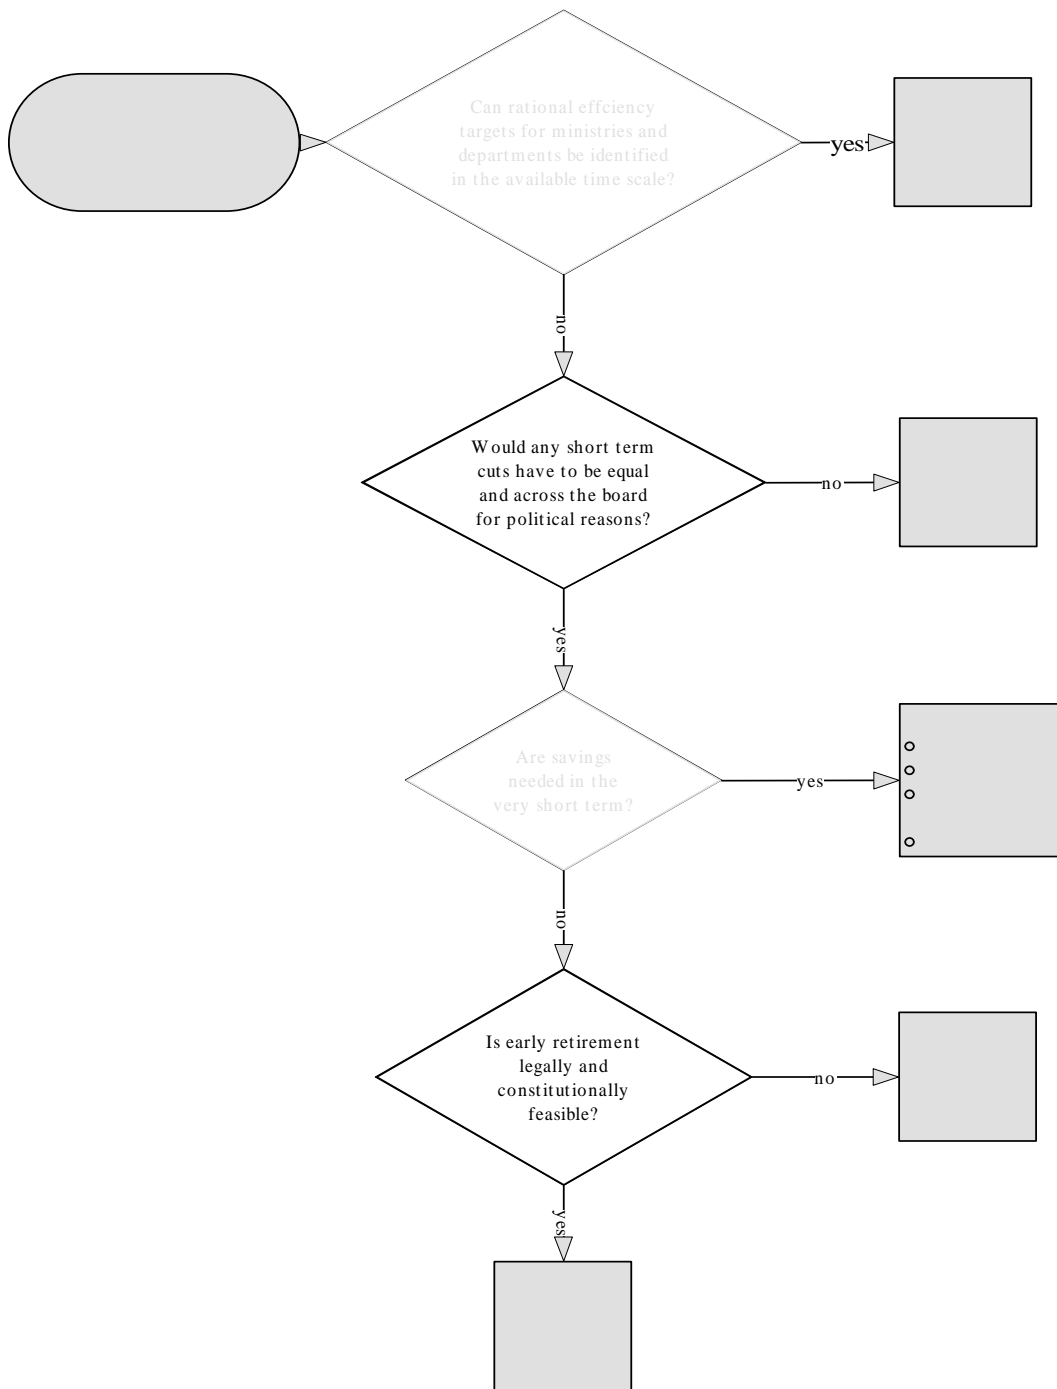 Can rational effciency
targets for ministries and
departments be identified
in the available time scale?
yes
no
Would any short term
cuts have to be equal
and across the board
for political reasons?
no
yes
Are savings
needed in the
very short term?
yes
no
Is early retirement
legally and
constitutionally
feasible?
no
yes